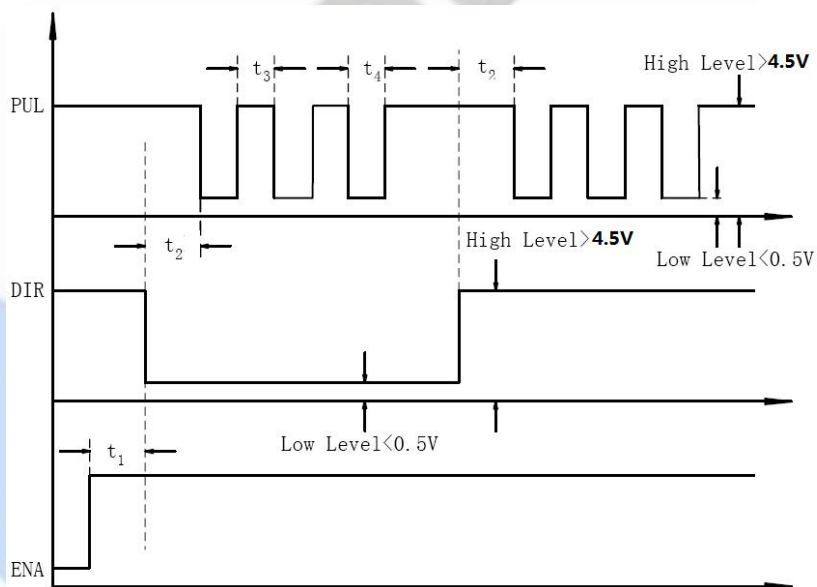 t3
t4
t2
High Level>4.5V
PUL
t2
High Level>4.5V
Low Level<0.5V
DIR
Low Level<0.5V
t1
ENA